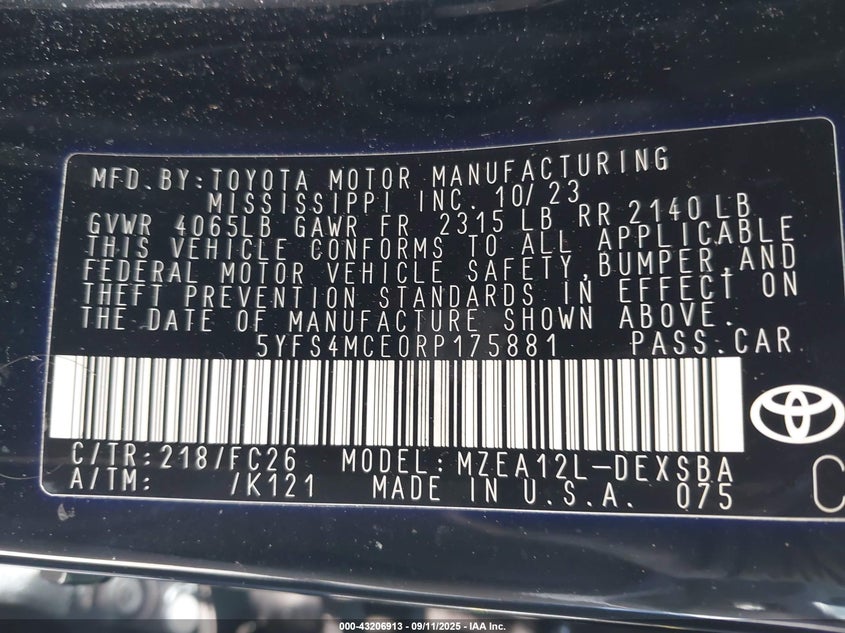 MFD.BY:TOYOTA MOTOR MANUFACTURING
MISSISSIPPI INC. 10/23
GVWR 4065LB GAWR FR 2315 LB RR 2140 LB
THIS VEHICLE CONFORMS TO ALL APPLICABLE
FEDERAL MOTOR VEHICLE SAFETY,BUMPER,AND
THEFT PREVENTION STANDARDS IN EFFECT ON
THE DATE OF MANUFACTURE SHOWN ABOVE.
5YFS4MCE0RP175881 PASS.CAR
C/TR:218/FC26 MODEL:MZEA12L-DEXSBA
A/TM: /K121 MADE IN U.S.A. 075
C
000-43206913 - 09/11/2025 - IAA Inc.